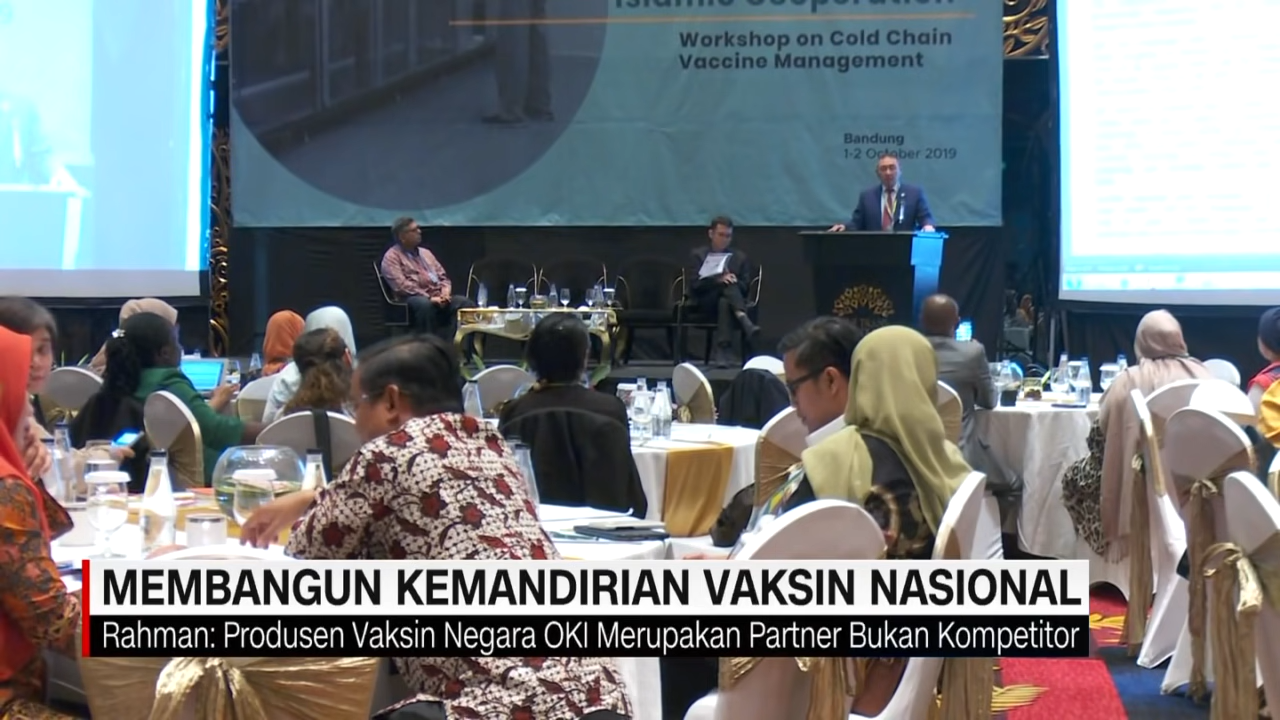 Islamic Cooperation
Workshop on Cold Chain
Vaccine Management
Bandung
1-2 October 2019
MEMBANGUN KEMANDIRIAN VAKSIN NASIONAL
Rahman: Produsen Vaksin Negara OKI Merupakan Partner Bukan Kompetitor